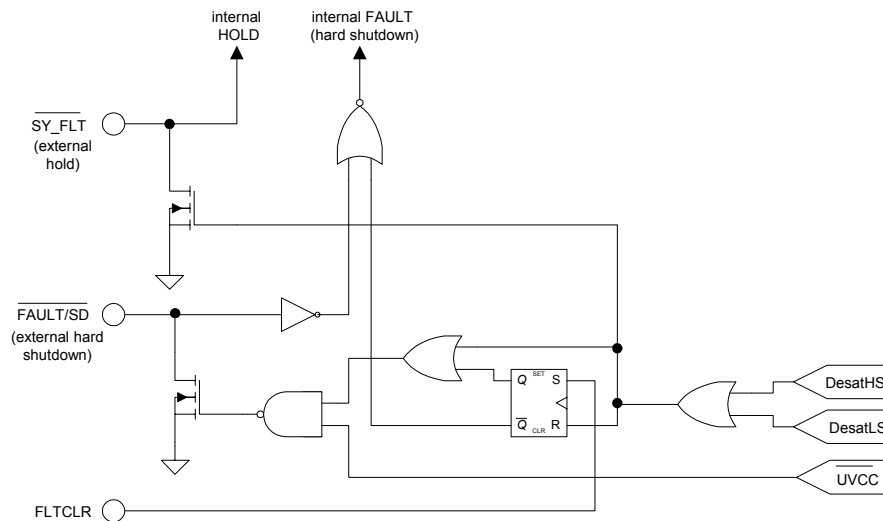 internal
HOLD
internal FAULT
(hard shutdown)
SY_FLT
(external
hold)
FAULT/SD
(external hard
shutdown)
Q SET S
Q CLR R
DesatHS
DesatLS
UVCC
FLTCLR